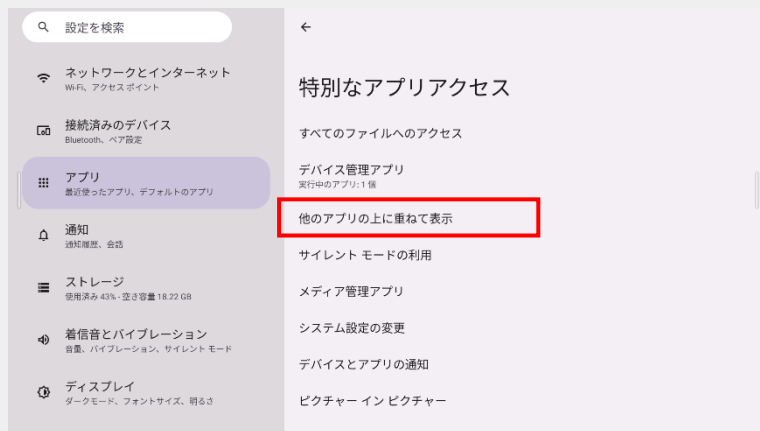 設定を検索
ネットワークとインターネット
Wi-Fi、アクセス ポイント
接続済みのデバイス
Bluetooth、ペア設定
アプリ
最近使ったアプリ、デフォルトのアプリ
通知
通知履歴、会話
ストレージ
使用済み 43% - 空き容量 18.22 GB
着信音とバイブレーション
音量、バイブレーション、サイレント モード
ディスプレイ
ダークモード、フォントサイズ、明るさ
特別なアプリアクセス
すべてのファイルへのアクセス
デバイス管理アプリ
実行中のアプリ: 1 個
他のアプリの上に重ねて表示
サイレント モードの利用
メディア管理アプリ
システム設定の変更
デバイスとアプリの通知
ピクチャー イン ピクチャー